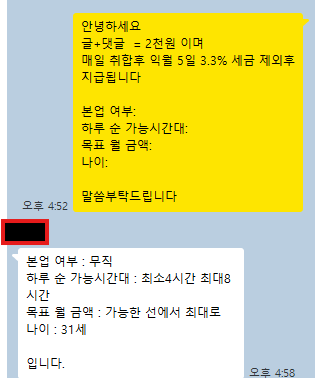 안녕하세요
글+댓글 = 2천원 이며
매일 취합후 익월 5일 3.3% 세금 제외후
지급됩니다
본업 여부:
하루 순 가능시간대:
목표 월 금액:
나이:
말씀부탁드립니다
오후 4:52
본업 여부 : 무직
하루 순 가능시간대 : 최소4시간 최대8
시간
목표 월 금액 : 가능한 선에서 최대로
나이 : 31세
입니다.
오후 4:58